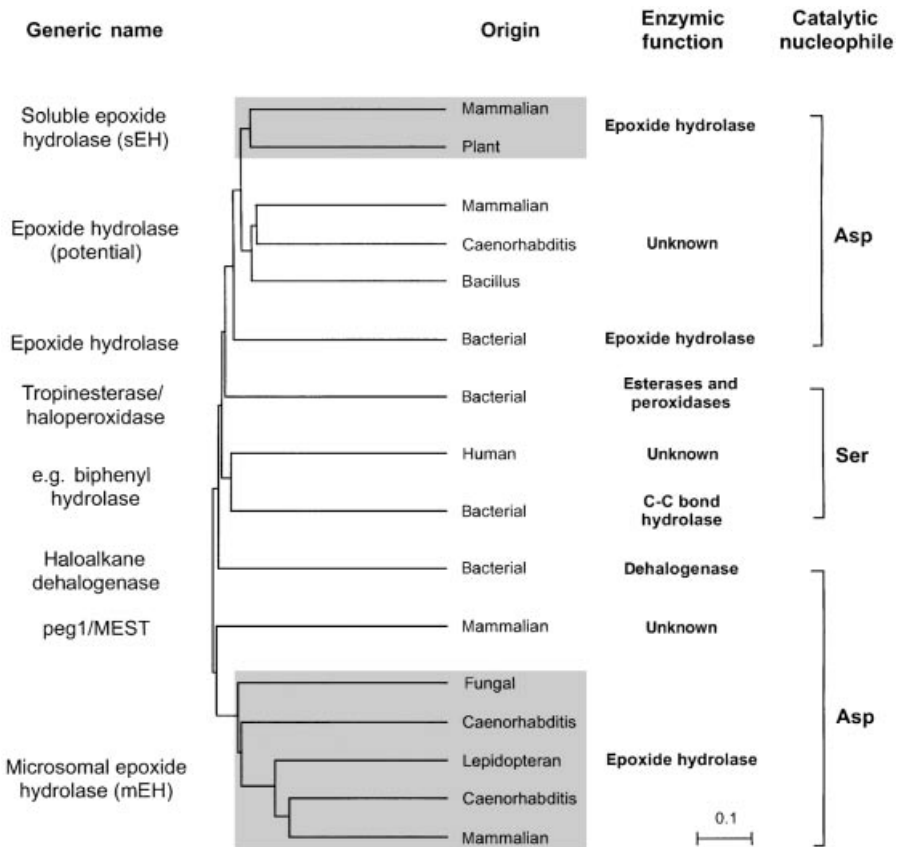 Generic name
Origin
Enzymic
function
Catalytic
nucleophile
Soluble epoxide
hydrolase (sEH)
Mammalian
Plant
Epoxide hydrolase
Epoxide hydrolase
(potential)
Mammalian
Caenorhabditis
Bacillus
Unknown
Asp
Epoxide hydrolase
Bacterial
Epoxide hydrolase
Tropinesterase/
haloperoxidase
Bacterial
Esterases and
peroxidases
e.g. biphenyl
hydrolase
Human
Unknown
Ser
Bacterial
C-C bond
hydrolase
Haloalkane
dehalogenase
Bacterial
Dehalogenase
peg1/MEST
Mammalian
Unknown
Microsomal epoxide
hydrolase (mEH)
Fungal
Caenorhabditis
Lepidopteran
Caenorhabditis
Mammalian
Epoxide hydrolase
Asp
0.1